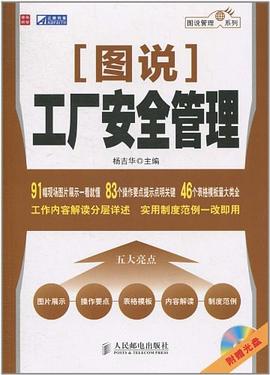 图说管理 系列
[图说]
工厂安全管理
杨吉华◎主编
91幅现场图片展示一看就懂 83个操作要点提示点明关键 46个表格模板量大类全
工作内容解读分层详述 实用制度范例一改即用
五大亮点
图片展示 操作要点 表格模板 内容解读 制度范例
人民邮电出版社
POSTS & TELECOM PRESS
附赠光盘